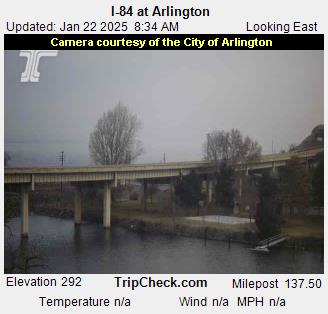 I-84 at Arlington
Updated: Jan 22 2025 8:34 AM Looking East
Camera courtesy of the City of Arlington
Elevation 292 TripCheck.com Milepost 137.50
Temperature n/a Wind n/a MPH n/a